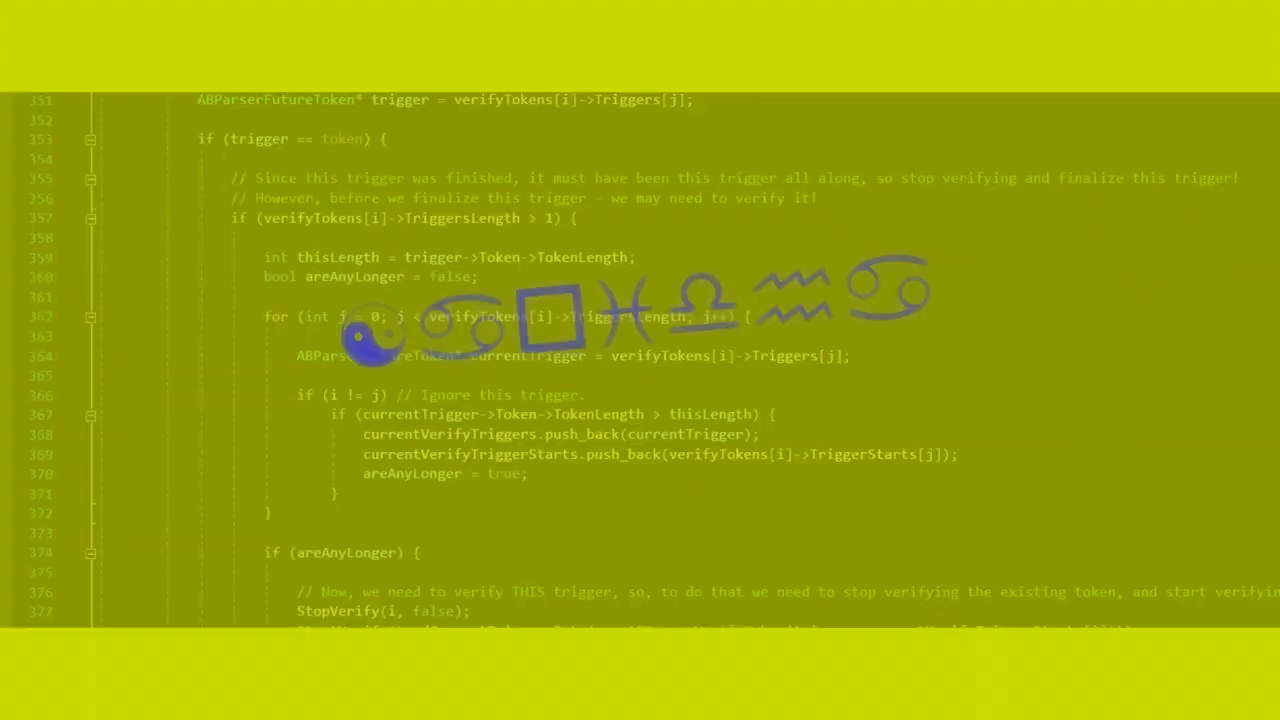 351 ABParserFutureToken* trigger = verifyTokens[i]->Triggers[j];
352
353 if (trigger == token) {
354
355 // Since this trigger was finished, it must have been this trigger all along, so stop verifying and finalize this trigger!
356 // However, before we finalize this trigger - we may need to verify it!
357 if (verifyTokens[i]->TriggersLength > 1) {
358
359 int thisLength = trigger->Token->TokenLength;
360 bool areAnyLonger = false;
361
☯♋□♓♎♒♋
362 for (int j = 0; j < verifyTokens[i]->TriggersLength; j++) {
363
364 currentTrigger = verifyTokens[i]->Triggers[j];
365
366 if (i != j) // Ignore this trigger.
367 if (currentTrigger->Token->TokenLength > thisLength) {
368 currentVerifyTriggers.push_back(currentTrigger);
369 currentVerifyTriggerStarts.push_back(verifyTokens[i]->TriggerStarts[j]);
370 areAnyLonger = true;
371 }
372 }
373
374 if (areAnyLonger) {
375
376 // Now, we need to verify THIS trigger, so, to do that we need to stop verifying the existing token, and start verifyin
377 StopVerify(i, false);